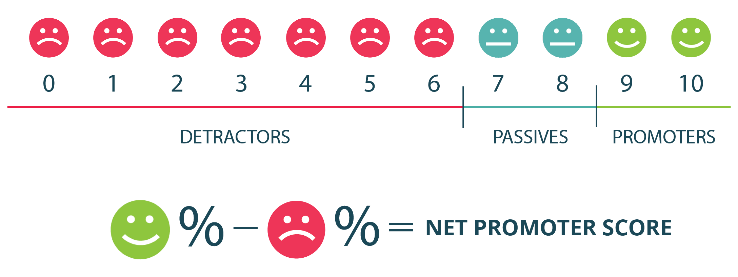 0 1 2 3 4 5 6 7 8 9 10
DETRACTORS PASSIVES PROMOTERS
% – % = NET PROMOTER SCORE